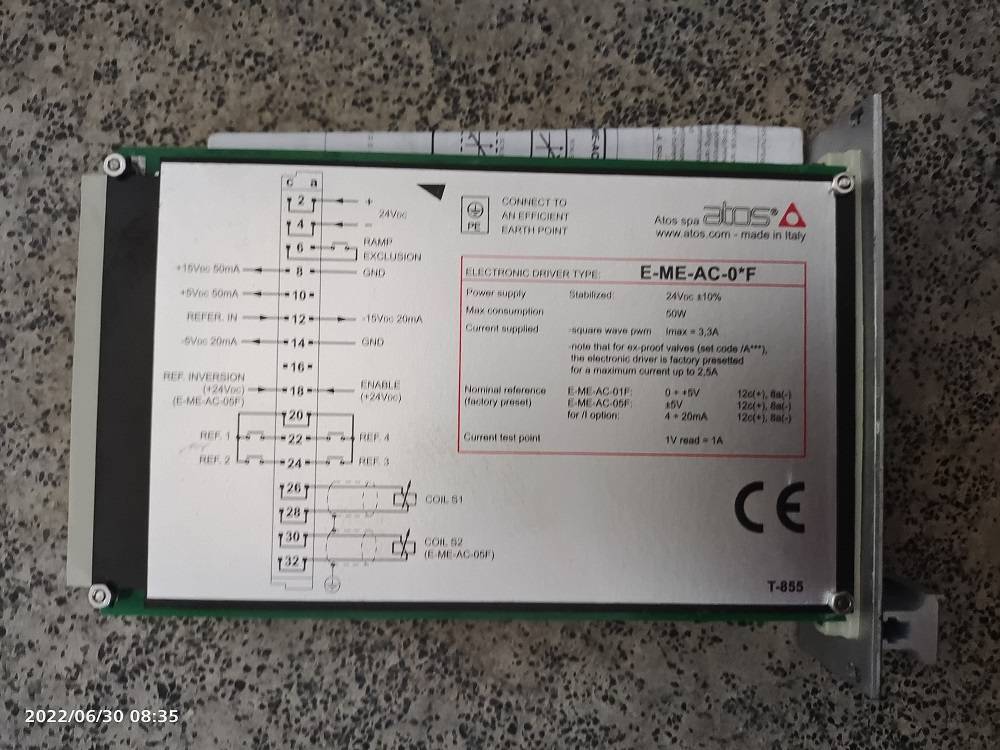 c a
2 +
24VDC
4 –
6 RAMP
EXCLUSION
+15VDC 50mA 8 GND
+5VDC 50mA 10
REFER. IN 12 -15VDC 20mA
-5VDC 20mA 14 GND
16
REF. INVERSION
(+24VDC) 18 ENABLE
(E-ME-AC-05F) (+24VDC)
20
REF. 1 22 REF. 4
REF. 2 24 REF. 3
26
COIL S1
28
30
COIL S2
(E-ME-AC-05F)
32
PE
CONNECT TO
AN EFFICIENT
EARTH POINT
Atos spa atos®
www.atos.com - made in Italy
ELECTRONIC DRIVER TYPE: E-ME-AC-0*F
Power supply Stabilized: 24VDC ±10%
Max consumption 50W
Current supplied -square wave pwm Imax = 3,3A
-note that for ex-proof valves (set code /A***),
the electronic driver is factory presetted
for a maximum current up to 2,5A
Nominal reference E-ME-AC-01F: 0 ÷ +5V 12c(+), 8a(-)
(factory preset) E-ME-AC-05F: ±5V 12c(+), 8a(-)
for /I option: 4 ÷ 20mA 12c(+), 8a(-)
Current test point 1V read = 1A
CE
T-855
2022/06/30 08:35